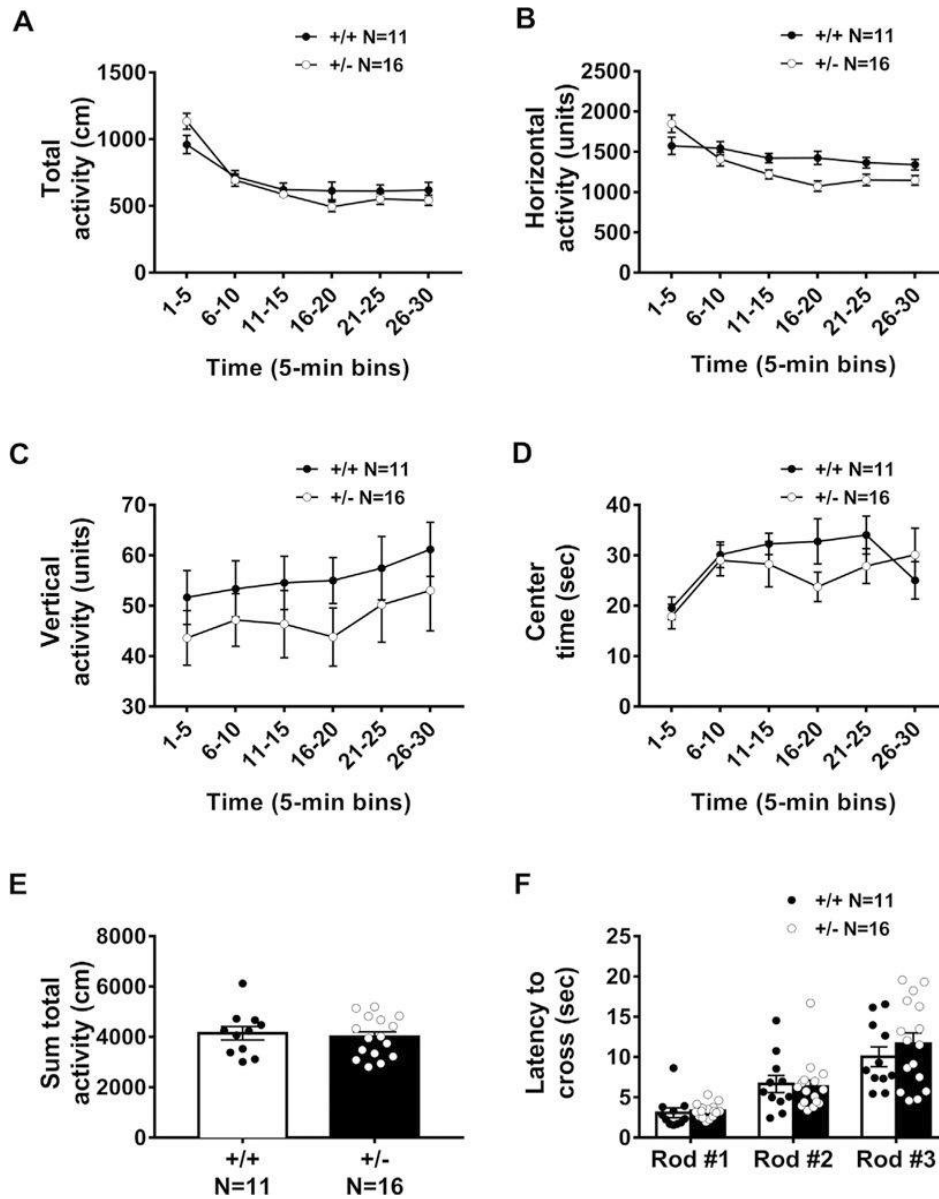 A
+/+ N=11
+/- N=16
Total
activity (cm)
1500
1000
500
0
1-5
6-10
11-15
16-20
21-25
26-30
Time (5-min bins)
B
+/+ N=11
+/- N=16
Horizontal
activity (units)
2500
2000
1500
1000
500
0
1-5
6-10
11-15
16-20
21-25
26-30
Time (5-min bins)
C
+/+ N=11
+/- N=16
Vertical
activity (units)
70
60
50
40
30
1-5
6-10
11-15
16-20
21-25
26-30
Time (5-min bins)
D
+/+ N=11
+/- N=16
Center
time (sec)
40
30
20
10
0
1-5
6-10
11-15
16-20
21-25
26-30
Time (5-min bins)
E
Sum total
activity (cm)
8000
6000
4000
2000
0
+/+
N=11
+/-
N=16
F
+/+ N=11
+/- N=16
Latency to
cross (sec)
25
20
15
10
5
0
Rod #1
Rod #2
Rod #3